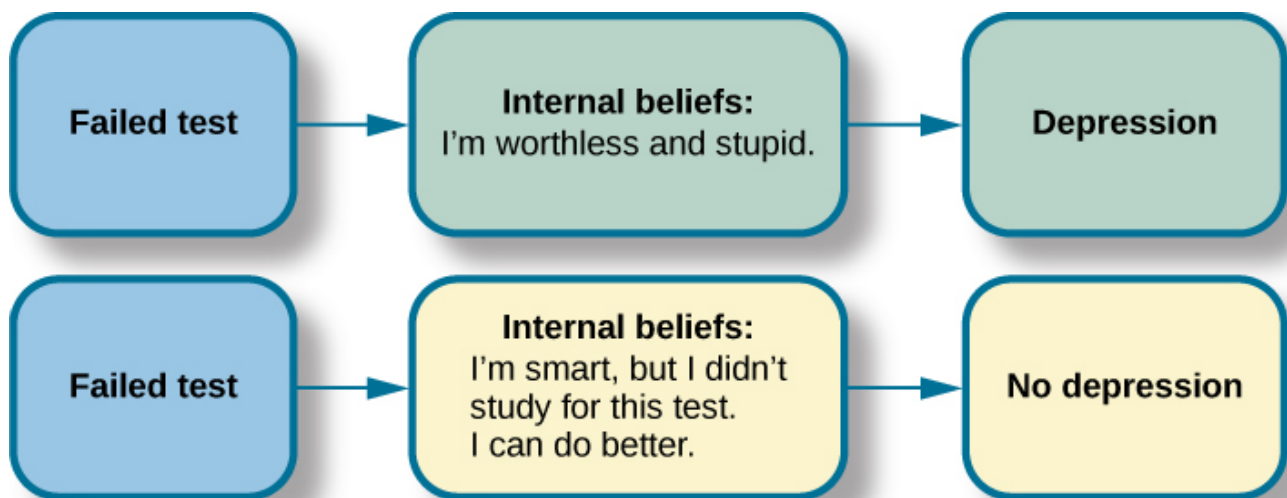 Failed test
Internal beliefs:
I’m worthless and stupid.
Depression
Failed test
Internal beliefs:
I’m smart, but I didn’t
study for this test.
I can do better.
No depression